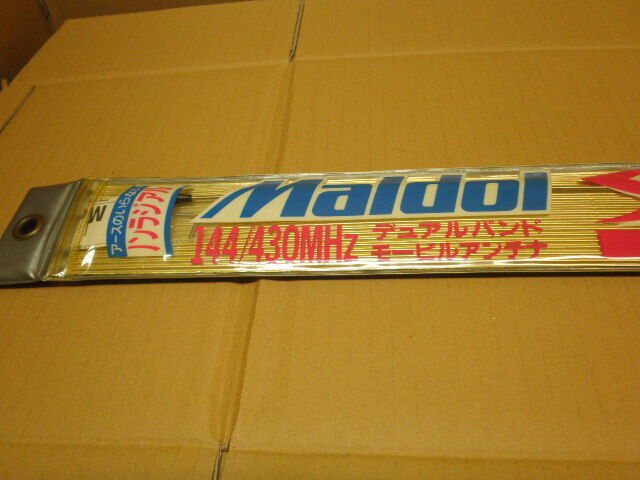 アースのいらない
ノンラジアル
Maldol
144/430MHz
デュアルバンド
モービルアンテナ